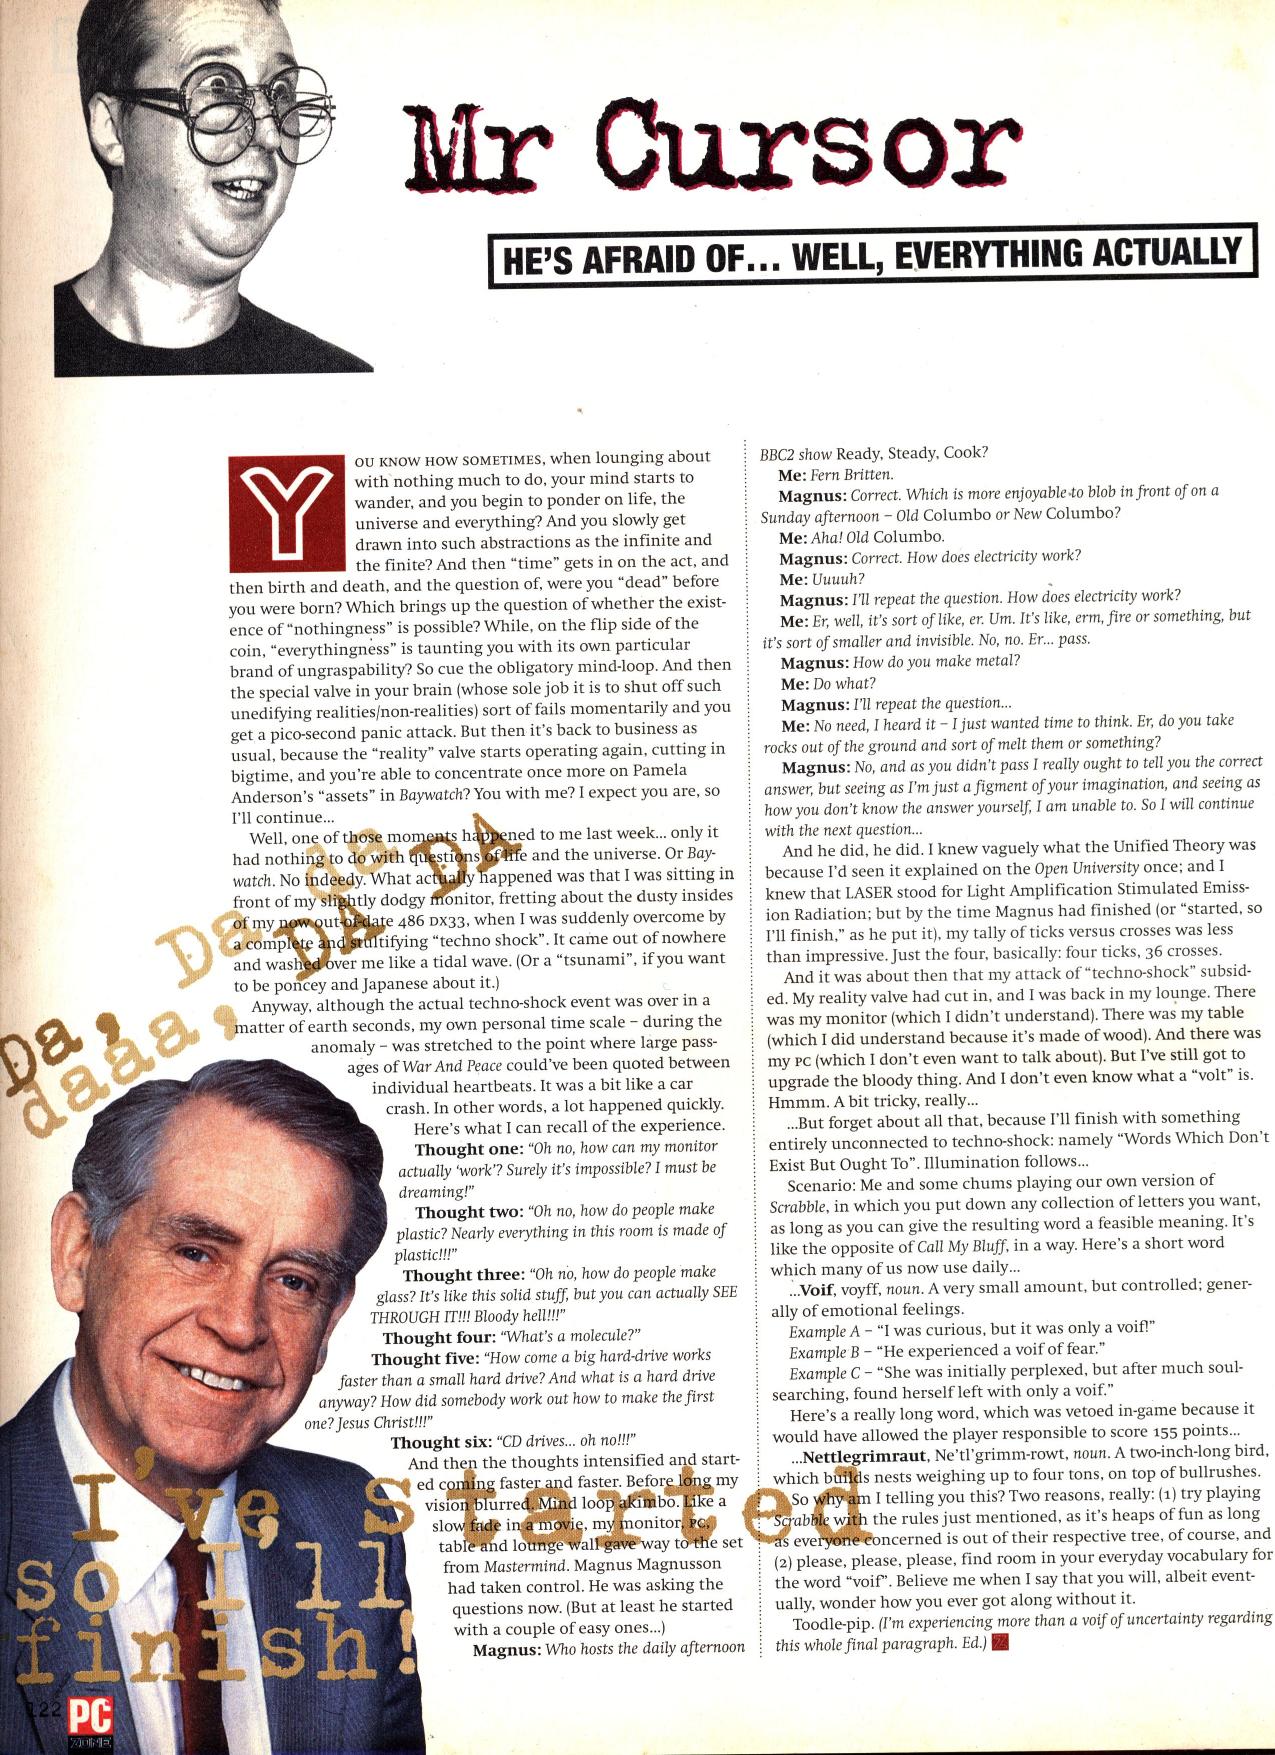 Mr Cursor
HE'S AFRAID OF... WELL, EVERYTHING ACTUALLY
YOU KNOW HOW SOMETIMES, when lounging about
with nothing much to do, your mind starts to
wander, and you begin to ponder on life, the
universe and everything? And you slowly get
drawn into such abstractions as the infinite and
the finite? And then "time" gets in on the act, and
then birth and death, and the question of, were you "dead" before
you were born? Which brings up the question of whether the exist-
ence of "nothingness" is possible? While, on the flip side of the
coin, "everythingness" is taunting you with its own particular
brand of ungraspability? So cue the obligatory mind-loop. And then
the special valve in your brain (whose sole job it is to shut off such
unedifying realities/non-realities) sort of fails momentarily and you
get a pico-second panic attack. But then it's back to business as
usual, because the "reality" valve starts operating again, cutting in
bigtime, and you're able to concentrate once more on Pamela
Anderson's "assets" in Baywatch? You with me? I expect you are, so
I'll continue...
Well, one of those moments happened to me last week... only it
had nothing to do with questions of life and the universe. Or Bay-
watch. No indeedy. What actually happened was that I was sitting in
front of my slightly dodgy monitor, fretting about the dusty insides
of my now out-of-date 486 DX33, when I was suddenly overcome by
a complete and stultifying "techno shock". It came out of nowhere
and washed over me like a tidal wave. (Or a "tsunami", if you want
to be poncey and Japanese about it.)
Anyway, although the actual techno-shock event was over in a
matter of earth seconds, my own personal time scale – during the
anomaly – was stretched to the point where large pass-
ages of War And Peace could've been quoted between
individual heartbeats. It was a bit like a car
crash. In other words, a lot happened quickly.
Here's what I can recall of the experience.
Thought one: "Oh no, how can my monitor
actually 'work'? Surely it's impossible? I must be
dreaming!"
Thought two: "Oh no, how do people make
plastic? Nearly everything in this room is made of
plastic!!!"
Thought three: "Oh no, how do people make
glass? It's like this solid stuff, but you can actually SEE
THROUGH IT!!! Bloody hell!!!"
Thought four: "What's a molecule?"
Thought five: "How come a big hard-drive works
faster than a small hard drive? And what is a hard drive
anyway? How did somebody work out how to make the first
one? Jesus Christ!!!"
Thought six: "CD drives... oh no!!!"
And then the thoughts intensified and start-
ed coming faster and faster. Before long my
vision blurred. Mind loop akimbo. Like a
slow fade in a movie, my monitor, PC,
table and lounge wall gave way to the set
from Mastermind. Magnus Magnusson
had taken control. He was asking the
questions now. (But at least he started
with a couple of easy ones...)
Magnus: Who hosts the daily afternoon
BBC2 show Ready, Steady, Cook?
Me: Fern Britten.
Magnus: Correct. Which is more enjoyable to blob in front of on a
Sunday afternoon – Old Columbo or New Columbo?
Me: Aha! Old Columbo.
Magnus: Correct. How does electricity work?
Me: Uuuuh?
Magnus: I'll repeat the question. How does electricity work?
Me: Er, well, it's sort of like, er. Um. It's like, erm, fire or something, but
it's sort of smaller and invisible. No, no. Er... pass.
Magnus: How do you make metal?
Me: Do what?
Magnus: I'll repeat the question...
Me: No need, I heard it – I just wanted time to think. Er, do you take
rocks out of the ground and sort of melt them or something?
Magnus: No, and as you didn't pass I really ought to tell you the correct
answer, but seeing as I'm just a figment of your imagination, and seeing as
how you don't know the answer yourself, I am unable to. So I will continue
with the next question...
And he did, he did. I knew vaguely what the Unified Theory was
because I'd seen it explained on the Open University once; and I
knew that LASER stood for Light Amplification Stimulated Emiss-
ion Radiation; but by the time Magnus had finished (or "started, so
I'll finish," as he put it), my tally of ticks versus crosses was less
than impressive. Just the four, basically: four ticks, 36 crosses.
And it was about then that my attack of "techno-shock" subsid-
ed. My reality valve had cut in, and I was back in my lounge. There
was my monitor (which I didn't understand). There was my table
(which I did understand because it's made of wood). And there was
my PC (which I don't even want to talk about). But I've still got to
upgrade the bloody thing. And I don't even know what a "volt" is.
Hmmm. A bit tricky, really...
...But forget about all that, because I'll finish with something
entirely unconnected to techno-shock: namely "Words Which Don't
Exist But Ought To". Illumination follows...
Scenario: Me and some chums playing our own version of
Scrabble, in which you put down any collection of letters you want,
as long as you can give the resulting word a feasible meaning. It's
like the opposite of Call My Bluff, in a way. Here's a short word
which many of us now use daily...
...Voif, voyff, noun. A very small amount, but controlled; gener-
ally of emotional feelings.
Example A – "I was curious, but it was only a voif!"
Example B – "He experienced a voif of fear."
Example C – "She was initially perplexed, but after much soul-
searching, found herself left with only a voif."
Here's a really long word, which was vetoed in-game because it
would have allowed the player responsible to score 155 points...
...Nettlegrimraut, Ne'tl'grimm-rowt, noun. A two-inch-long bird,
which builds nests weighing up to four tons, on top of bullrushes.
So why am I telling you this? Two reasons, really: (1) try playing
Scrabble with the rules just mentioned, as it's heaps of fun as long
as everyone concerned is out of their respective tree, of course, and
(2) please, please, please, find room in your everyday vocabulary for
the word "voif". Believe me when I say that you will, albeit event-
ually, wonder how you ever got along without it.
Toodle-pip. (I'm experiencing more than a voif of uncertainty regarding
this whole final paragraph. Ed.) Z
Da, Da da
daaa, DA DA
I've started
so I'll
finish!
122 PC
ZONE